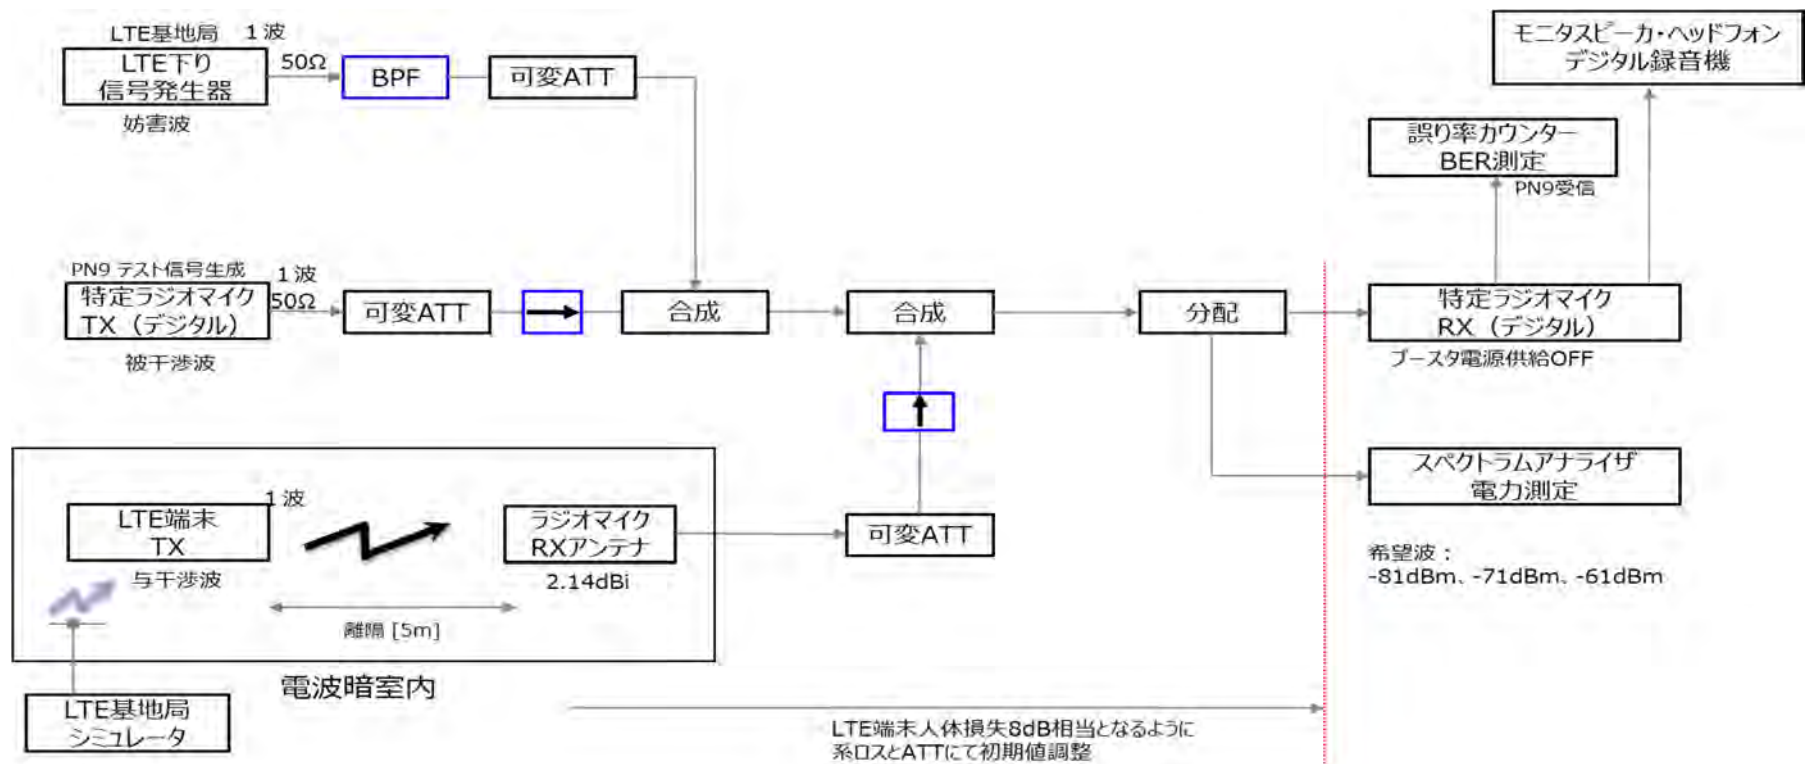 LTE基地局 1波
LTE下り
信号発生器
50Ω
妨害波
BPF
可変ATT
モニタスピーカ・ヘッドフォン
デジタル録音機
誤り率カウンター
BER測定
PN9受信
PN9 テスト信号生成
1波
特定ラジオマイク
TX（デジタル）
50Ω
被干渉波
可変ATT
合成
合成
分配
特定ラジオマイク
RX（デジタル）
ブースタ電源供給OFF
LTE端末
TX
1波
与干渉波
ラジオマイク
RXアンテナ
2.14dBi
離隔 [5m]
可変ATT
スペクトラムアナライザ
電力測定
希望波：
-81dBm、-71dBm、-61dBm
電波暗室内
LTE基地局
シミュレータ
LTE端末人体損失8dB相当となるように
系ロスとATTにて初期値調整